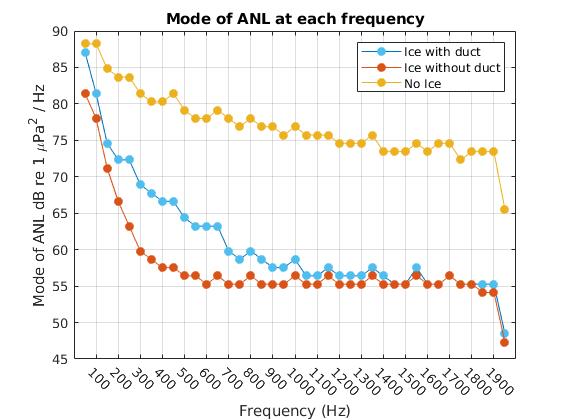 Mode of ANL at each frequency
Mode of ANL dB re 1 μPa² / Hz
90
85
80
75
70
65
60
55
50
45
Ice with duct
Ice without duct
No Ice
100 200 300 400 500 600 700 800 900 1000 1100 1200 1300 1400 1500 1600 1700 1800 1900
Frequency (Hz)